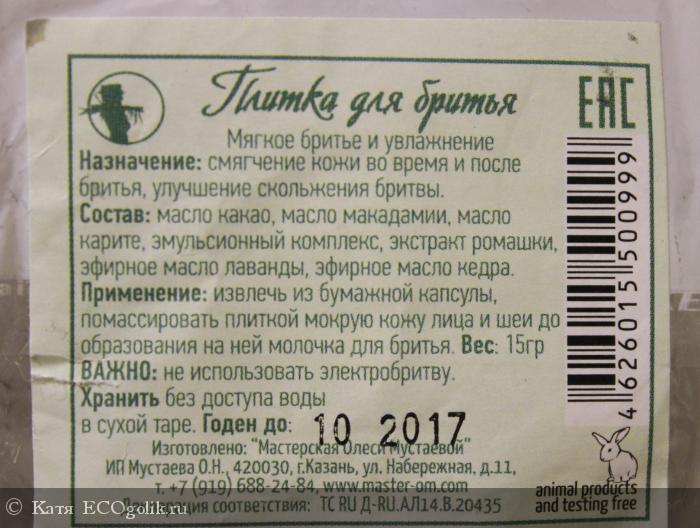 Плитка для бритья
EAC
Мягкое бритье и увлажнение
Назначение: смягчение кожи во время и после
бритья, улучшение скольжения бритвы.
Состав: масло какао, масло макадамии, масло
карите, эмульсионный комплекс, экстракт ромашки,
эфирное масло лаванды, эфирное масло кедра.
Применение: извлечь из бумажной капсулы,
помассировать плиткой мокрую кожу лица и шеи до
образования на ней молочка для бритья. Вес: 15гр
ВАЖНО: не использовать электробритву.
Хранить без доступа воды
в сухой таре. Годен до: 10 2017
Изготовлено: "Мастерская Олеси Мустаевой"
ИП Мустаева О.Н., 420030, г.Казань, ул. Набережная, д.11,
т. +7 (919) 688-24-84, www.master-om.com
Декларация соответствия: ТС RU Д-RU.АЛ14.В.20435
4 626015 500999
animal products
and testing free
Катя ECOgolik.ru